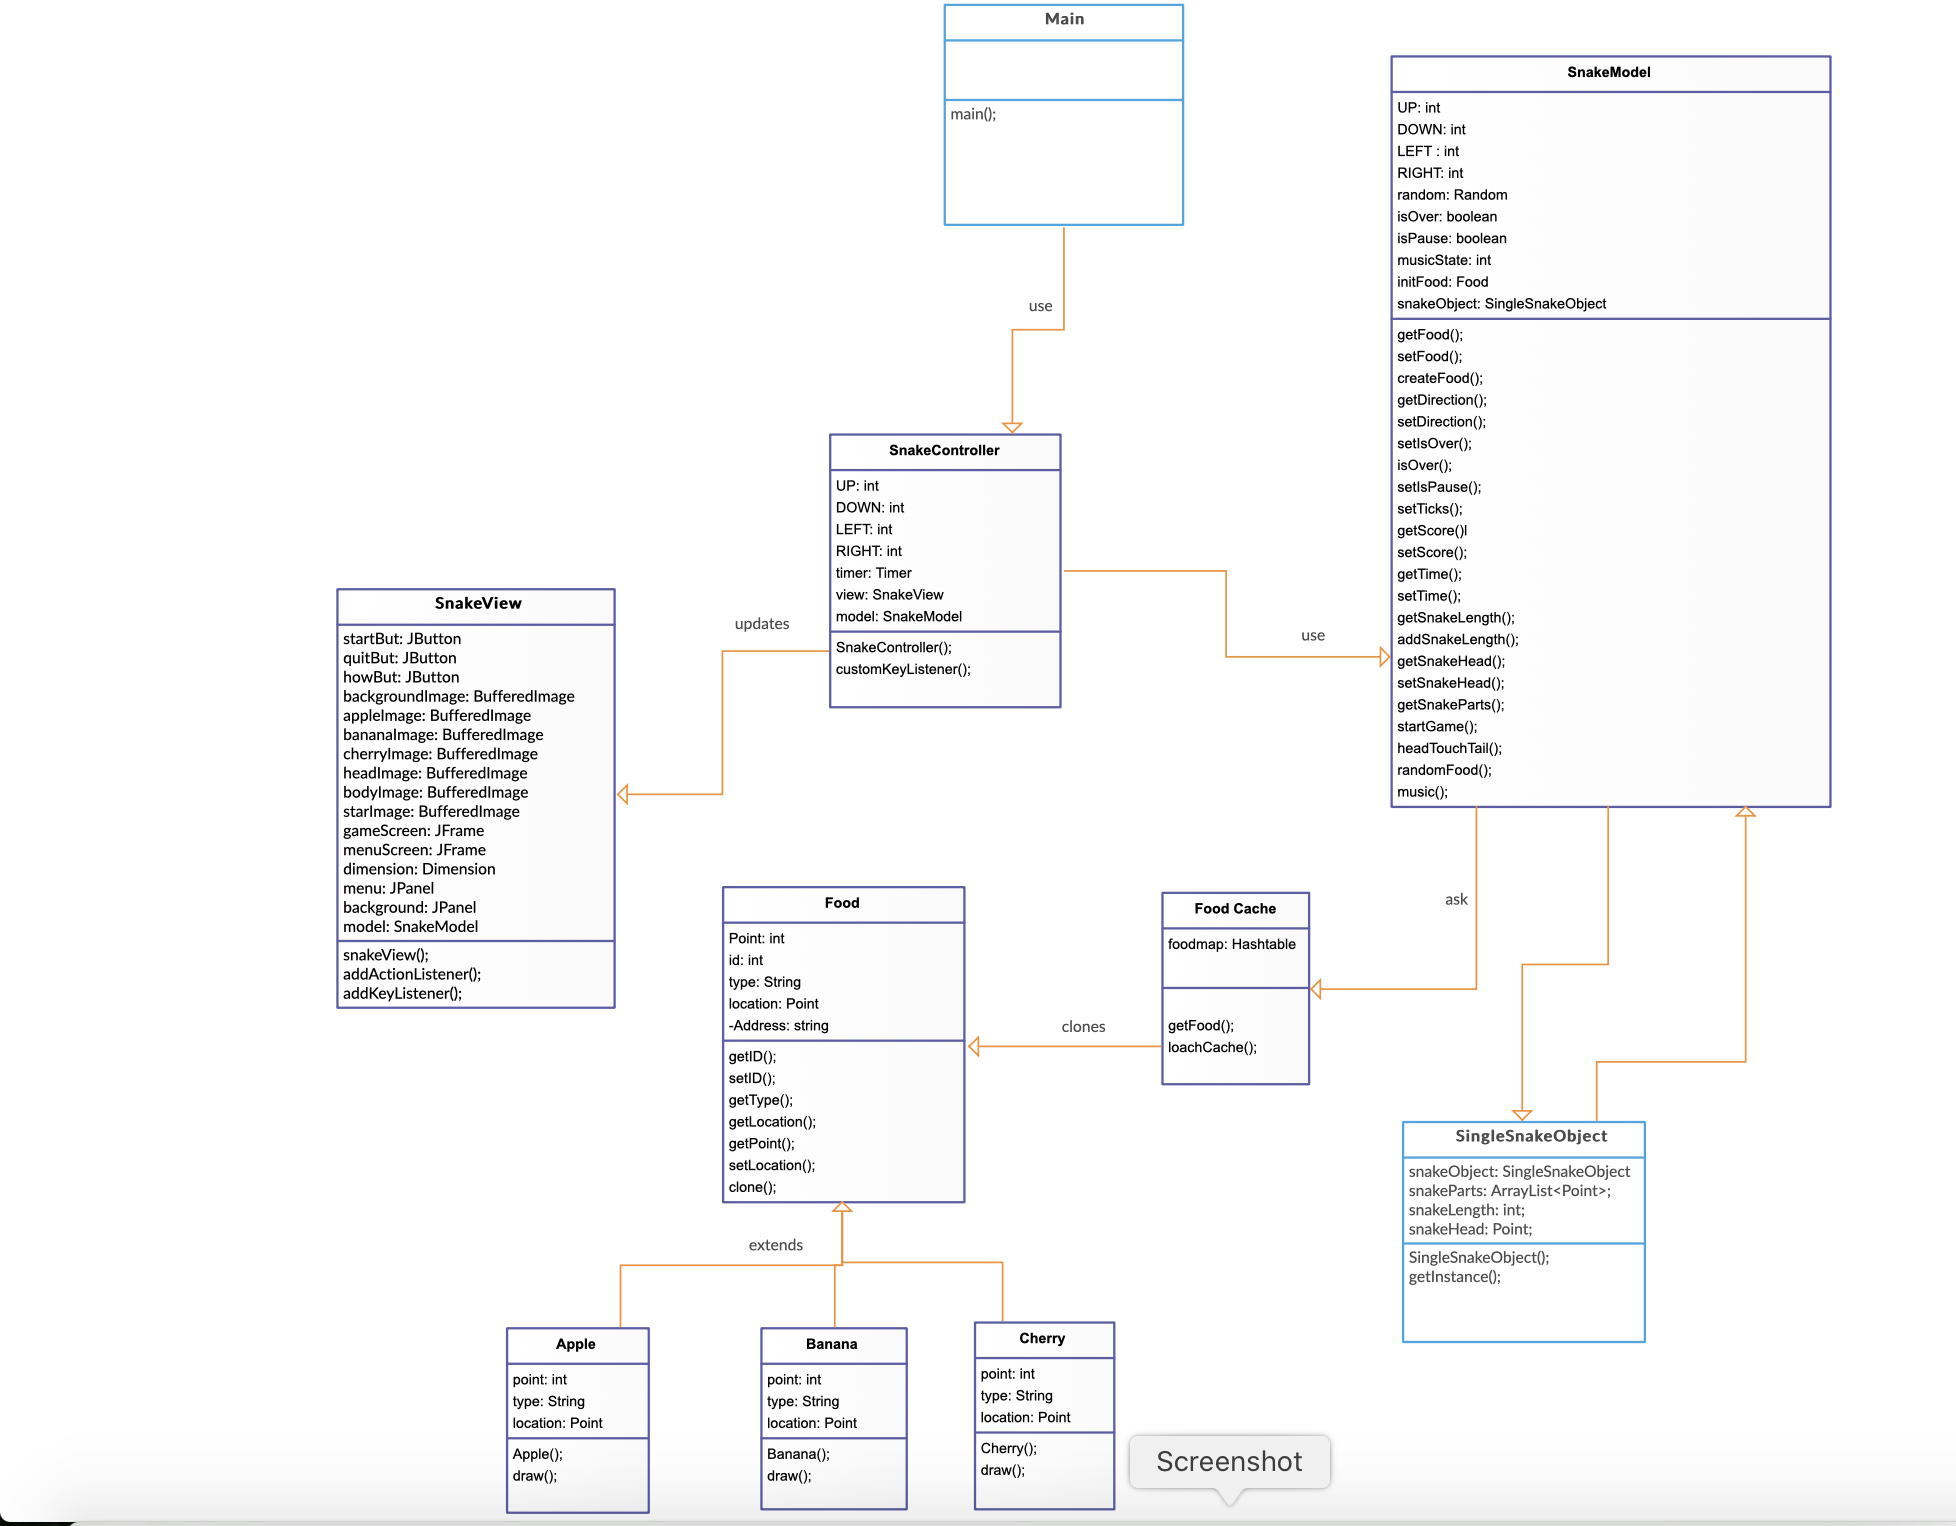 Main
main();
use
SnakeModel
UP: int
DOWN: int
LEFT : int
RIGHT: int
random: Random
isOver: boolean
isPause: boolean
musicState: int
initFood: Food
snakeObject: SingleSnakeObject
getFood();
setFood();
createFood();
getDirection();
setDirection();
setIsOver();
isOver();
setIsPause();
setTicks();
getScore()l
setScore();
getTime();
setTime();
getSnakeLength();
addSnakeLength();
getSnakeHead();
setSnakeHead();
getSnakeParts();
startGame();
headTouchTail();
randomFood();
music();
SnakeController
UP: int
DOWN: int
LEFT: int
RIGHT: int
timer: Timer
view: SnakeView
model: SnakeModel
SnakeController();
customKeyListener();
use
updates
SnakeView
startBut: JButton
quitBut: JButton
howBut: JButton
backgroundImage: BufferedImage
appleImage: BufferedImage
bananaImage: BufferedImage
cherryImage: BufferedImage
headImage: BufferedImage
bodyImage: BufferedImage
starImage: BufferedImage
gameScreen: JFrame
menuScreen: JFrame
dimension: Dimension
menu: JPanel
background: JPanel
model: SnakeModel
snakeView();
addActionListener();
addKeyListener();
Food
Point: int
id: int
type: String
location: Point
-Address: string
getID();
setID();
getType();
getLocation();
getPoint();
setLocation();
clone();
clones
Food Cache
foodmap: Hashtable
getFood();
loachCache();
ask
SingleSnakeObject
snakeObject: SingleSnakeObject
snakeParts: ArrayList<Point>;
snakeLength: int;
snakeHead: Point;
SingleSnakeObject();
getInstance();
extends
Apple
point: int
type: String
location: Point
Apple();
draw();
Banana
point: int
type: String
location: Point
Banana();
draw();
Cherry
point: int
type: String
location: Point
Cherry();
draw();
Screenshot